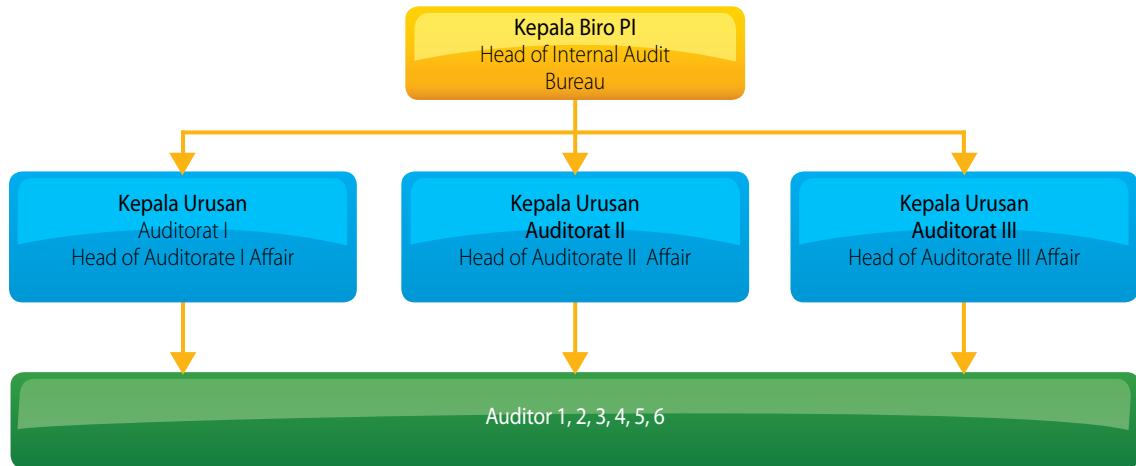 Kepala Biro PI
Head of Internal Audit
Bureau
Kepala Urusan
Auditorat I
Head of Auditorate I Affair
Kepala Urusan
Auditorat II
Head of Auditorate II Affair
Kepala Urusan
Auditorat III
Head of Auditorate III Affair
Auditor 1, 2, 3, 4, 5, 6